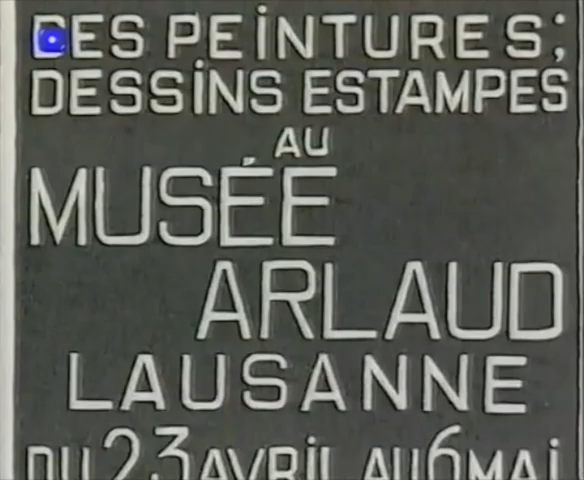 DES PEINTURES;
DESSINS ESTAMPES
AU
MUSÉE
ARLAUD
LAUSANNE
DU 23 AVRIL AU 6 MAI